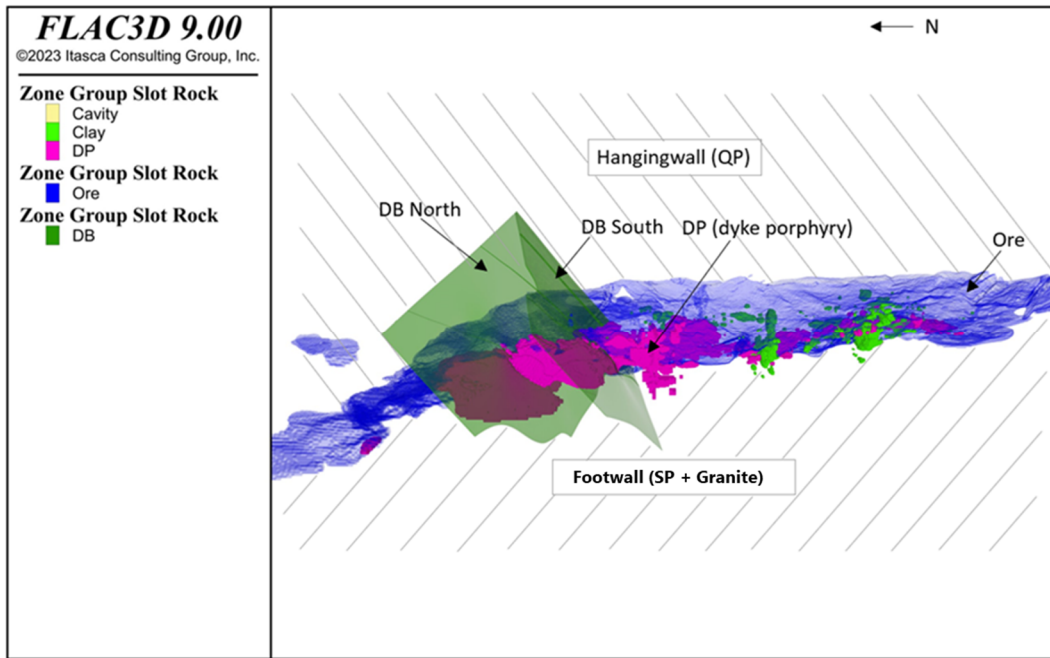 FLAC3D 9.00
©2023 Itasca Consulting Group, Inc.
Zone Group Slot Rock
Cavity
Clay
DP
Zone Group Slot Rock
Ore
Zone Group Slot Rock
DB
N
Hangingwall (QP)
DB North
DB South
DP (dyke porphyry)
Ore
Footwall (SP + Granite)